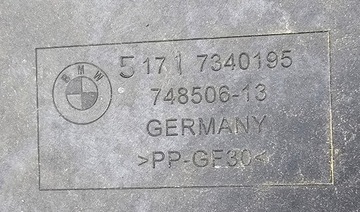 BMW
5171 7340195
748506-13
GERMANY
>PP-GF30<